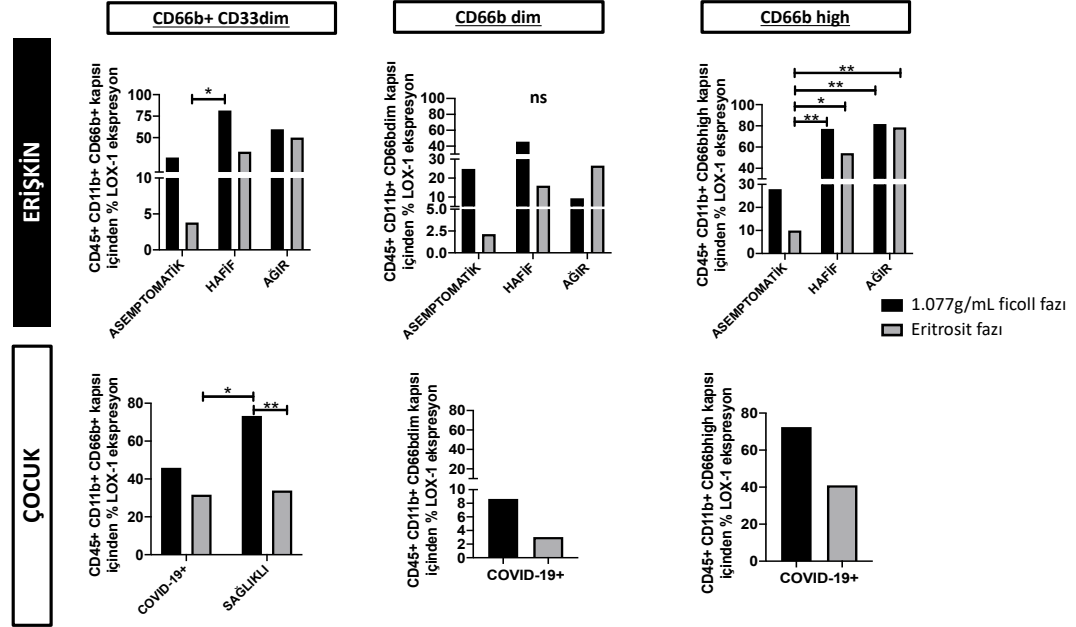 CD66b+ CD33dim
CD66b dim
CD66b high
ERİŞKİN
CD45+ CD11b+ CD66b+ kapısı
içinden % LOX-1 ekspresyon
100
50
10
5
0
*
ASEMPTOMATİK
HAFİF
AĞIR
CD45+ CD11b+ CD66bdim kapısı
içinden % LOX-1 ekspresyon
100
80
60
40
30
20
10
5.0
2.5
0.0
ns
ASEMPTOMATİK
HAFİF
AĞIR
CD45+ CD11b+ CD66bhigh kapısı
içinden % LOX-1 ekspresyon
100
80
60
40
30
20
10
0
**
**
*
**
ASEMPTOMATİK
HAFİF
AĞIR
1.077g/mL ficoll fazı
Eritrosit fazı
ÇOCUK
CD45+ CD11b+ CD66b+ kapısı
içinden % LOX-1 ekspresyon
80
60
40
20
0
*
**
COVID-19+
SAĞLIKLI
CD45+ CD11b+ CD66bdim kapısı
içinden % LOX-1 ekspresyon
80
60
40
20
10
8
6
4
2
0
COVID-19+
CD45+ CD11b+ CD66bhigh kapısı
içinden % LOX-1 ekspresyon
80
60
40
20
0
COVID-19+